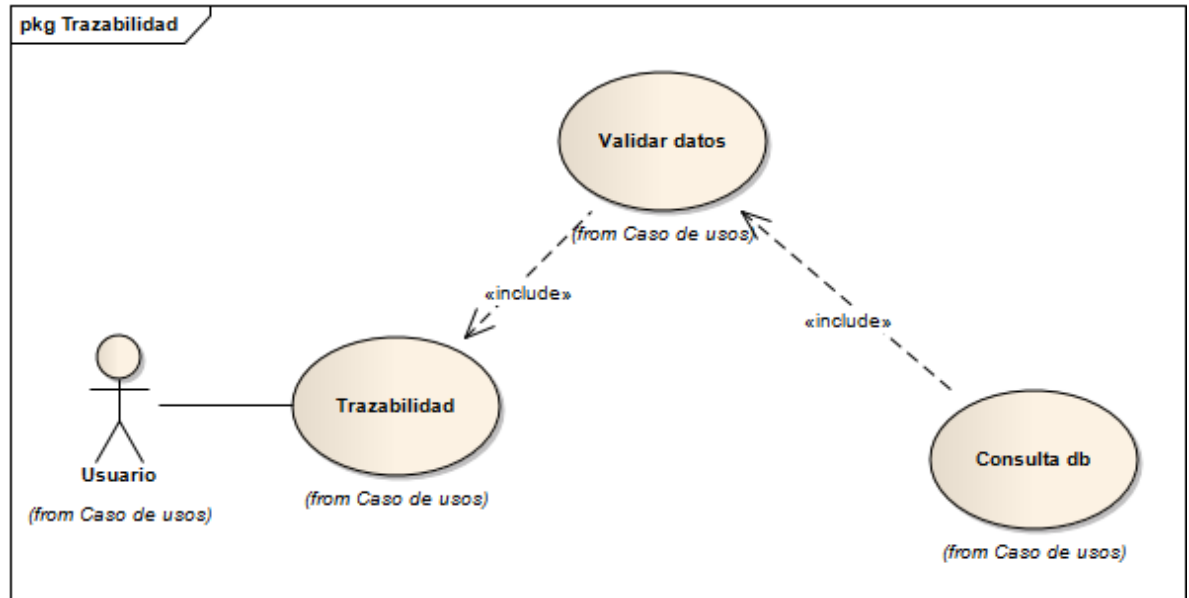 pkg Trazabilidad
Validar datos
(from Caso de usos)
«include»
«include»
Trazabilidad
(from Caso de usos)
Usuario
(from Caso de usos)
Consulta db
(from Caso de usos)